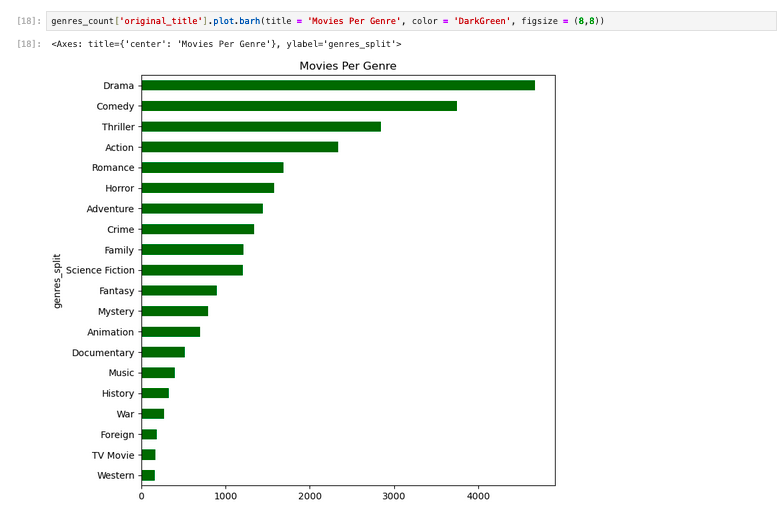 [18]: genres_count['original_title'].plot.barh(title = 'Movies Per Genre', color = 'DarkGreen', figsize = (8,8))
[18]: <Axes: title={'center': 'Movies Per Genre'}, ylabel='genres_split'>
Movies Per Genre
genres_split
Drama
Comedy
Thriller
Action
Romance
Horror
Adventure
Crime
Family
Science Fiction
Fantasy
Mystery
Animation
Documentary
Music
History
War
Foreign
TV Movie
Western
0 1000 2000 3000 4000